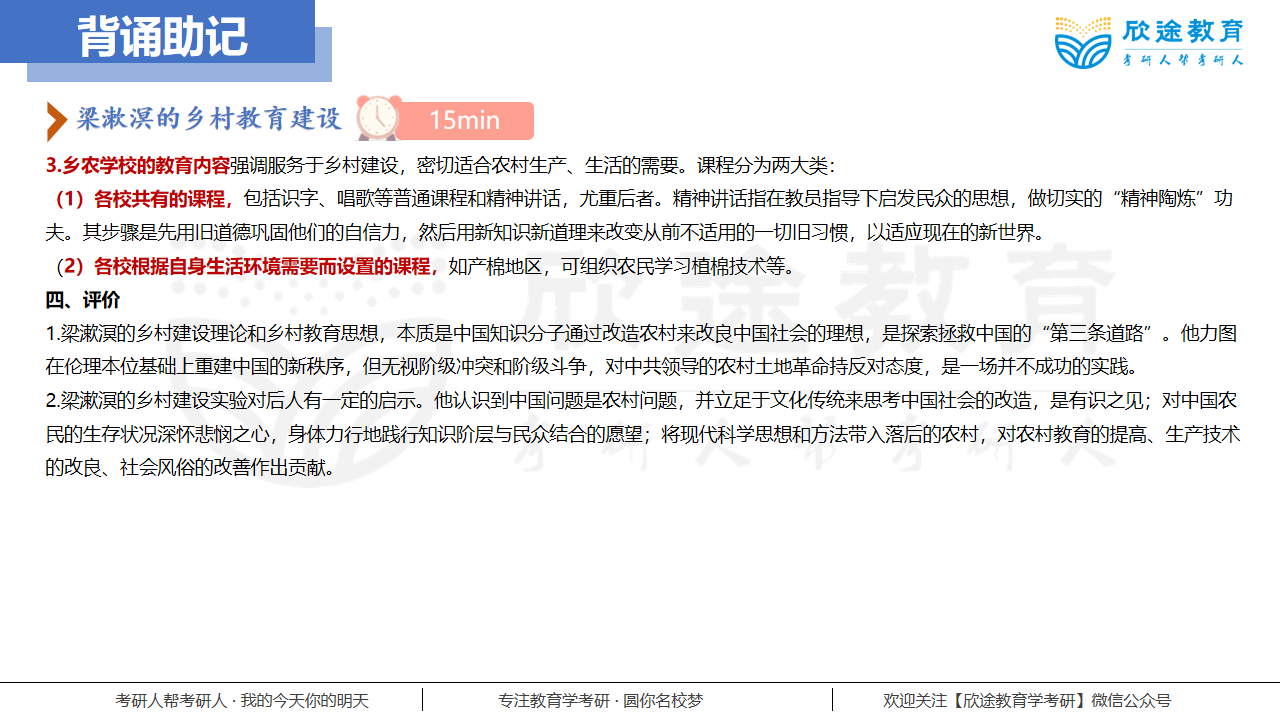 背诵助记
欣途教育
考研人帮考研人
梁漱溟的乡村教育建设
15min
3.乡农学校的教育内容强调服务于乡村建设，密切适合农村生产、生活的需要。课程分为两大类：
（1）各校共有的课程，包括识字、唱歌等普通课程和精神讲话，尤重后者。精神讲话指在教员指导下启发民众的思想，做切实的“精神陶炼”功
夫。其步骤是先用旧道德巩固他们的自信力，然后用新知识新道理来改变从前不适用的一切旧习惯，以适应现在的新世界。
（2）各校根据自身生活环境需要而设置的课程，如产棉地区，可组织农民学习植棉技术等。
四、评价
1.梁漱溟的乡村建设理论和乡村教育思想，本质是中国知识分子通过改造农村来改良中国社会的理想，是探索拯救中国的“第三条道路”。他力图
在伦理本位基础上重建中国的新秩序，但无视阶级冲突和阶级斗争，对中共领导的农村土地革命持反对态度，是一场并不成功的实践。
2.梁漱溟的乡村建设实验对后人有一定的启示。他认识到中国问题是农村问题，并立足于文化传统来思考中国社会的改造，是有识之见；对中国农
民的生存状况深怀悲悯之心，身体力行地践行知识阶层与民众结合的愿望；将现代科学思想和方法带入落后的农村，对农村教育的提高、生产技术
的改良、社会风俗的改善作出贡献。
欣途教育
考研人帮考研人
考研人帮考研人 · 我的今天你的明天
专注教育学考研 · 圆你名校梦
欢迎关注【欣途教育学考研】微信公众号